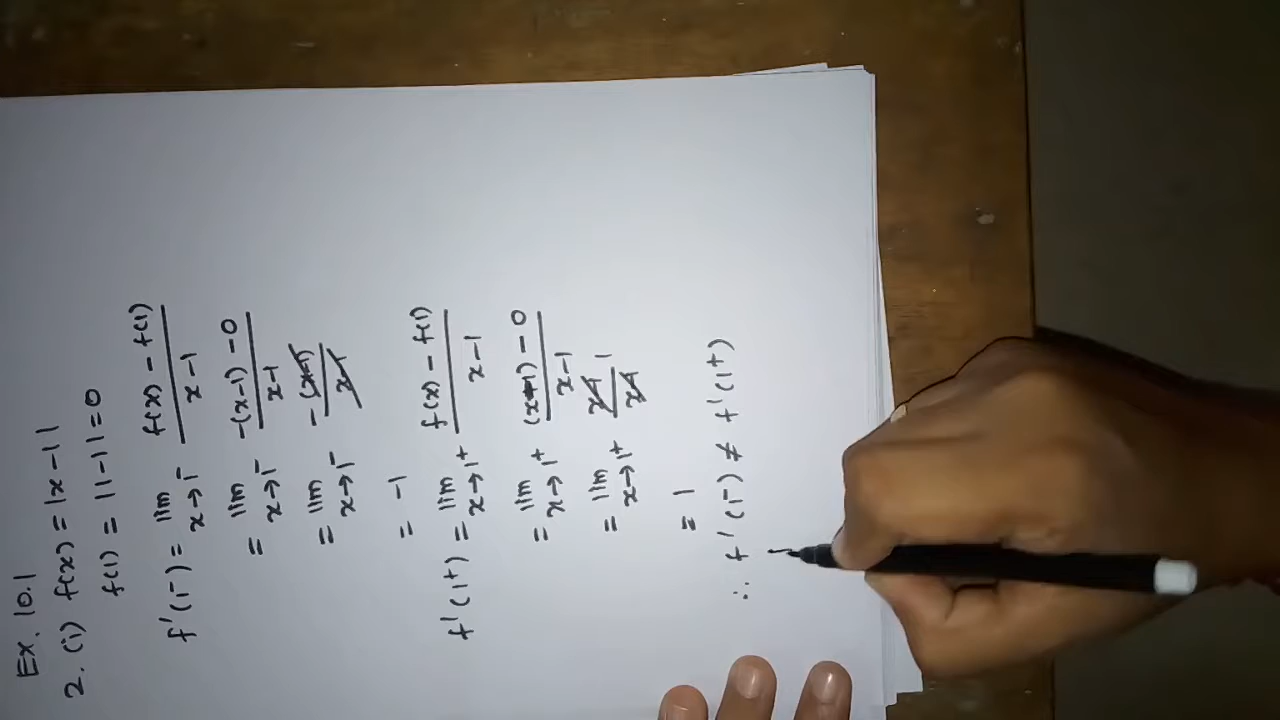 Ex. 10.1
2. (i) f(x) = |x - 1|
f(1) = |1 - 1| = 0
f'(1⁻) = lim x→1⁻ f(x) - f(1) / x - 1
= lim x→1⁻ -(x-1) - 0 / x-1
= lim x→1⁻ -(x-1) / x-1
= -1
f'(1⁺) = lim x→1⁺ f(x) - f(1) / x - 1
= lim x→1⁺ (x-1) - 0 / x-1
= lim x→1⁺ x-1 / x-1 1
= 1
∴ f'(1⁻) ≠ f'(1⁺)